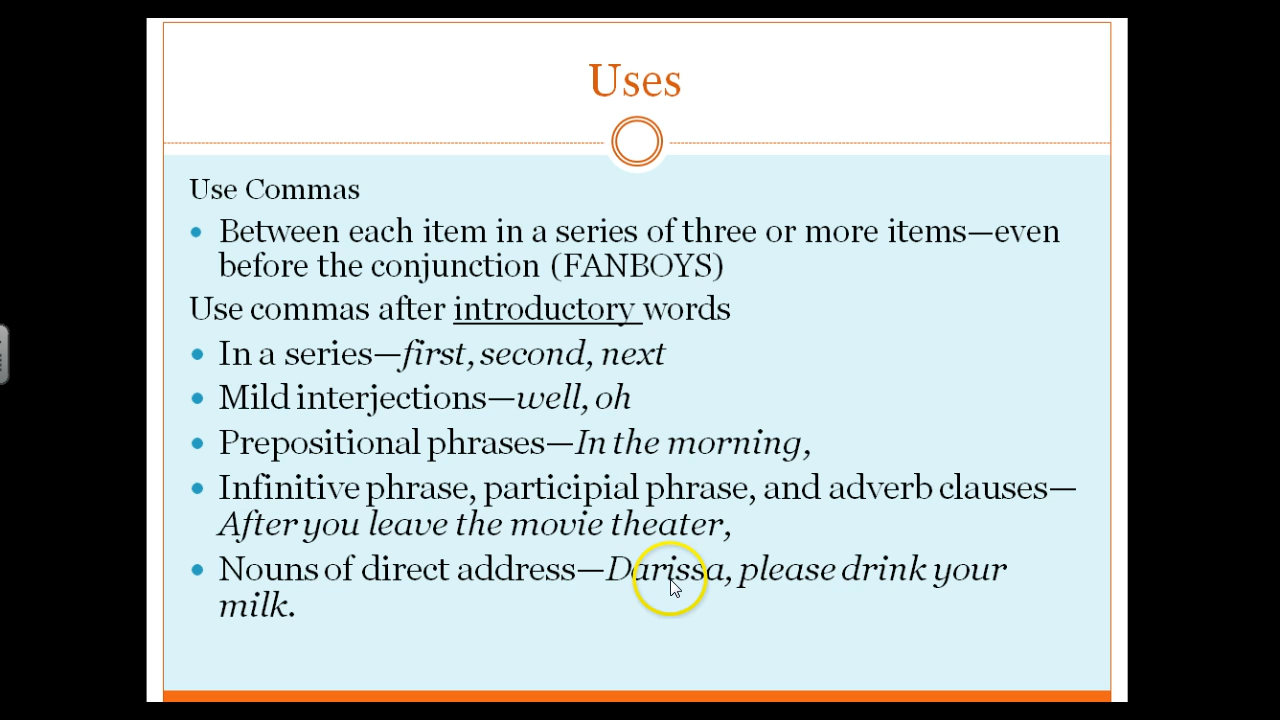 Uses
Use Commas
• Between each item in a series of three or more items—even
before the conjunction (FANBOYS)
Use commas after introductory words
• In a series—first, second, next
• Mild interjections—well, oh
• Prepositional phrases—In the morning,
• Infinitive phrase, participial phrase, and adverb clauses—
After you leave the movie theater,
• Nouns of direct address—Darissa, please drink your
milk.